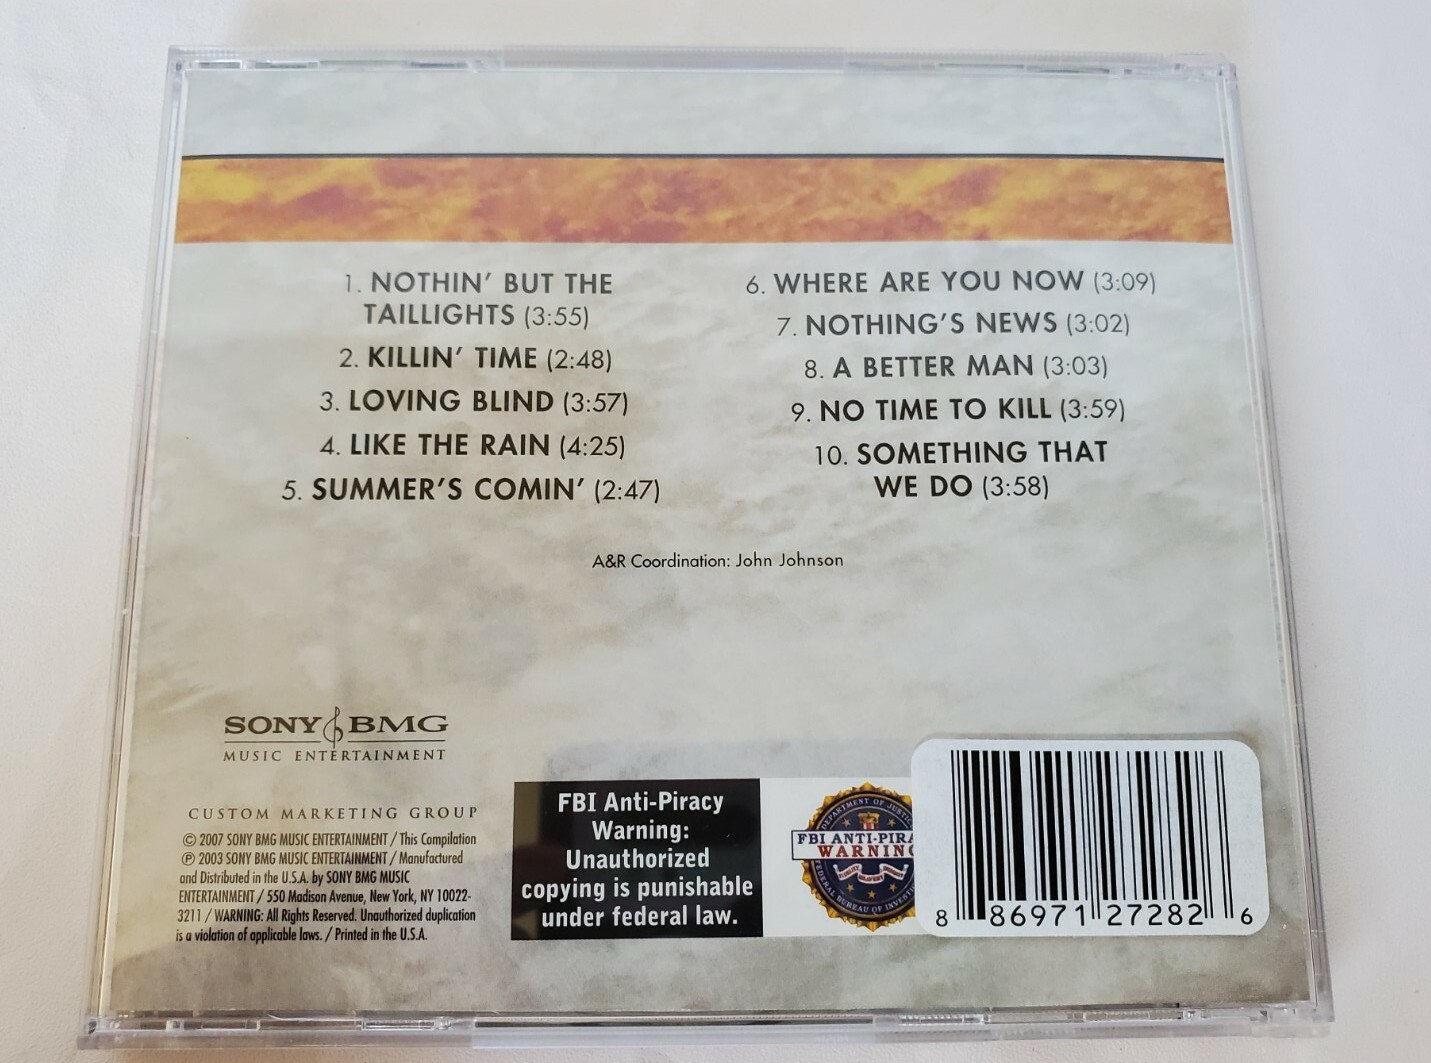 1. NOTHIN' BUT THE
TAILLIGHTS (3:55)
2. KILLIN' TIME (2:48)
3. LOVING BLIND (3:57)
4. LIKE THE RAIN (4:25)
5. SUMMER'S COMIN' (2:47)
6. WHERE ARE YOU NOW (3:09)
7. NOTHING'S NEWS (3:02)
8. A BETTER MAN (3:03)
9. NO TIME TO KILL (3:59)
10. SOMETHING THAT
WE DO (3:58)
A&R Coordination: John Johnson
SONY BMG
MUSIC ENTERTAINMENT
CUSTOM MARKETING GROUP
© 2007 SONY BMG MUSIC ENTERTAINMENT / This Compilation
℗ 2003 SONY BMG MUSIC ENTERTAINMENT / Manufactured
and Distributed in the U.S.A. by SONY BMG MUSIC
ENTERTAINMENT / 550 Madison Avenue, New York, NY 10022-
3211 / WARNING: All Rights Reserved. Unauthorized duplication
is a violation of applicable laws. / Printed in the U.S.A.
FBI Anti-Piracy
Warning:
Unauthorized
copying is punishable
under federal law.
DEPARTMENT OF JUSTIC
FBI ANTI-PIRA
WARNING
FIDELITY BRAVERY
FEDERAL BUREAU OF INVEST
8 86971 27282 6